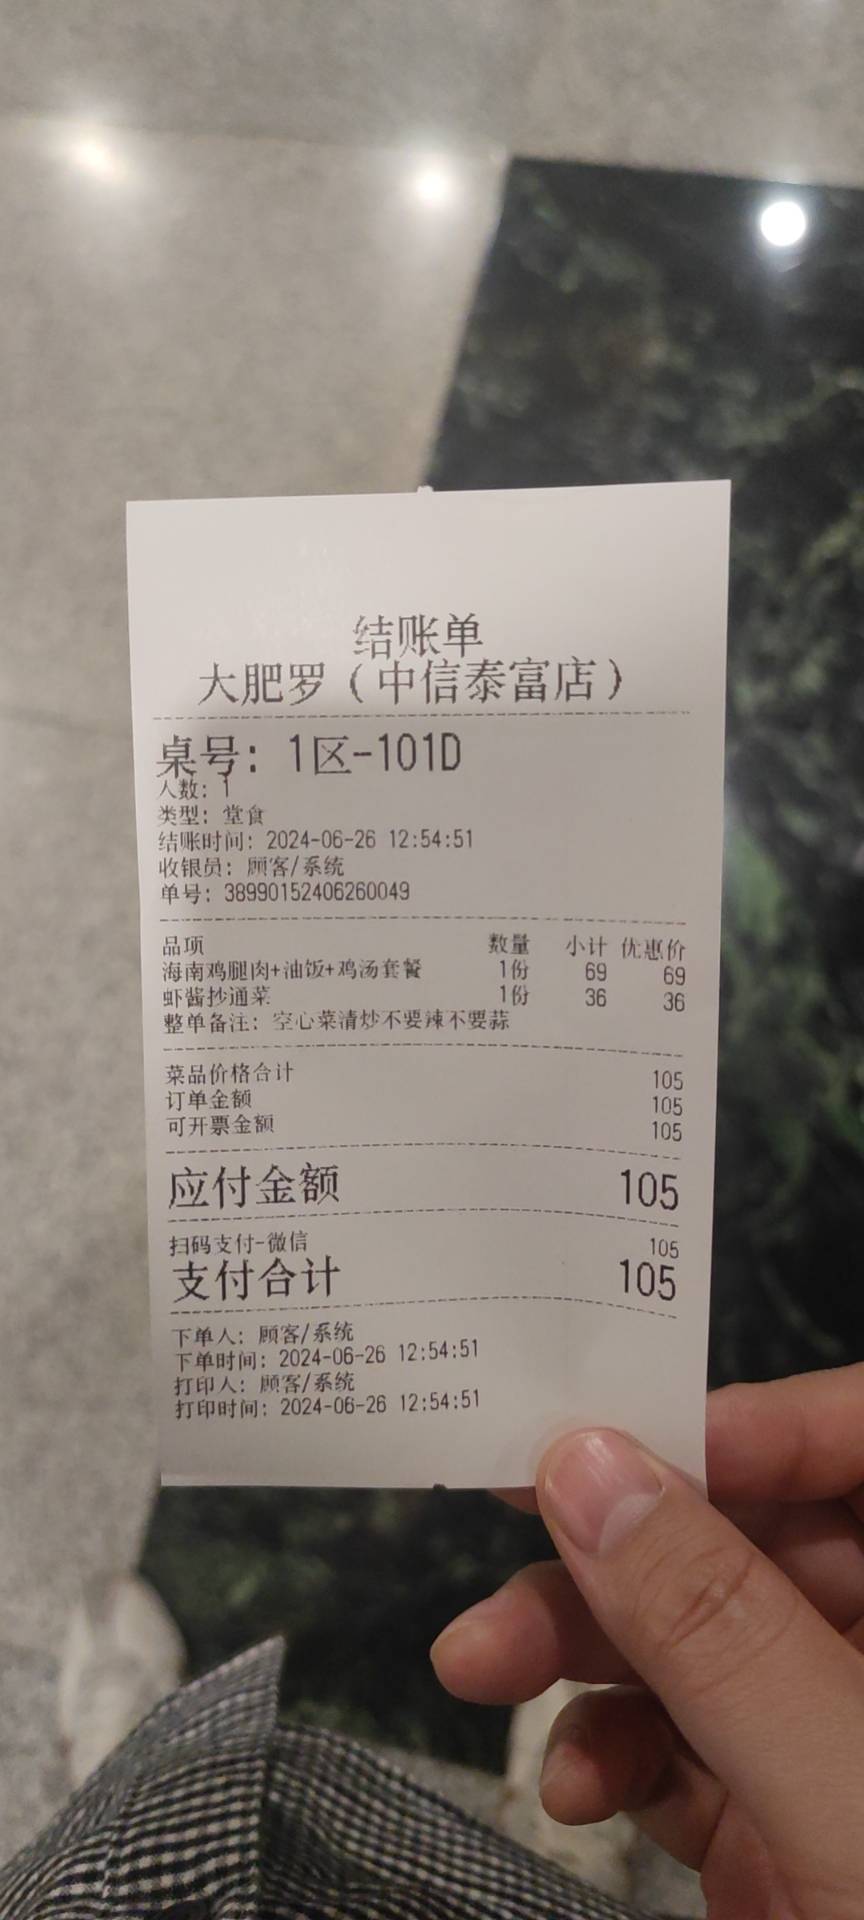 结账单
大肥罗（中信泰富店）
桌号：1区-101D
人数：1
类型：堂食
结账时间：2024-06-26 12:54:51
收银员：顾客/系统
单号：38990152406260049
品项 数量 小计 优惠价
海南鸡腿肉+油饭+鸡汤套餐 1份 69 69
虾酱抄通菜 1份 36 36
整单备注：空心菜清炒不要辣不要蒜
菜品价格合计 105
订单金额 105
可开票金额 105
应付金额 105
扫码支付-微信 105
支付合计 105
下单人：顾客/系统
下单时间：2024-06-26 12:54:51
打印人：顾客/系统
打印时间：2024-06-26 12:54:51